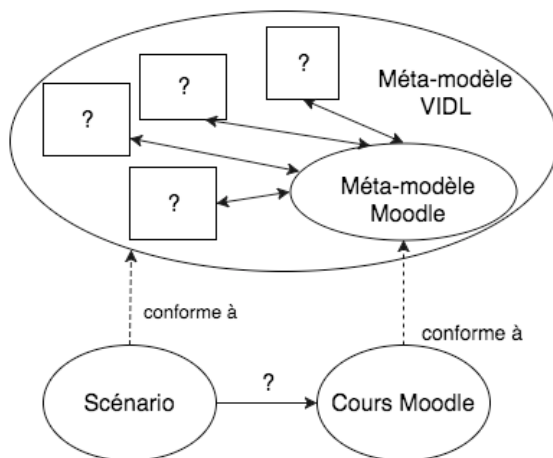 ?
?
?
?
Méta-modèle
VIDL
Méta-modèle
Moodle
conforme à
conforme à
Scénario
?
Cours Moodle